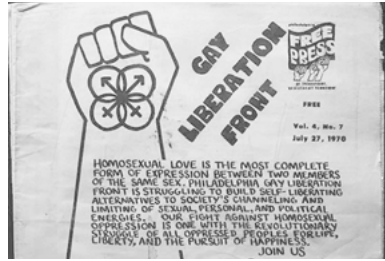 GAY
LIBERATION
FRONT
FREE
PRESS
FREE
Vol. 4, No. 7
July 27, 1970
HOMOSEXUAL LOVE IS THE MOST COMPLETE
FORM OF EXPRESSION BETWEEN TWO MEMBERS
OF THE SAME SEX. PHILADELPHIA GAY LIBERATION
FRONT IS STRUGGLING TO BUILD SELF-LIBERATING
ALTERNATIVES TO SOCIETY'S CHANNELING AND
LIMITING OF SEXUAL, PERSONAL, AND POLITICAL
ENERGIES. OUR FIGHT AGAINST HOMOSEXUAL
OPPRESSION IS ONE WITH THE REVOLUTIONARY
STRUGGLE OF ALL OPPRESSED PEOPLES FOR LIFE,
LIBERTY, AND THE PURSUIT OF HAPPINESS.
JOIN US